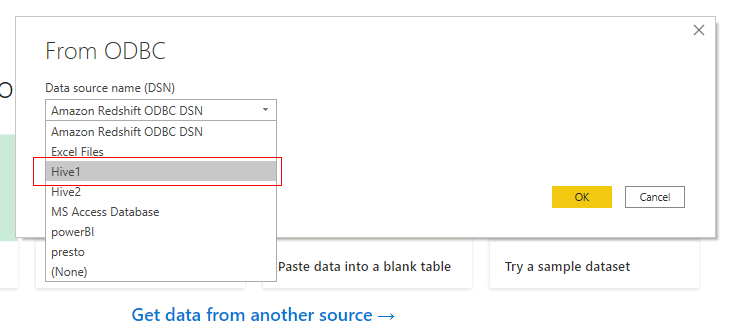 From ODBC
Data source name (DSN)
Amazon Redshift ODBC DSN
Amazon Redshift ODBC DSN
Excel Files
Hive1
Hive2
MS Access Database
powerBI
presto
(None)
OK
Cancel
Paste data into a blank table
Try a sample dataset
Get data from another source →